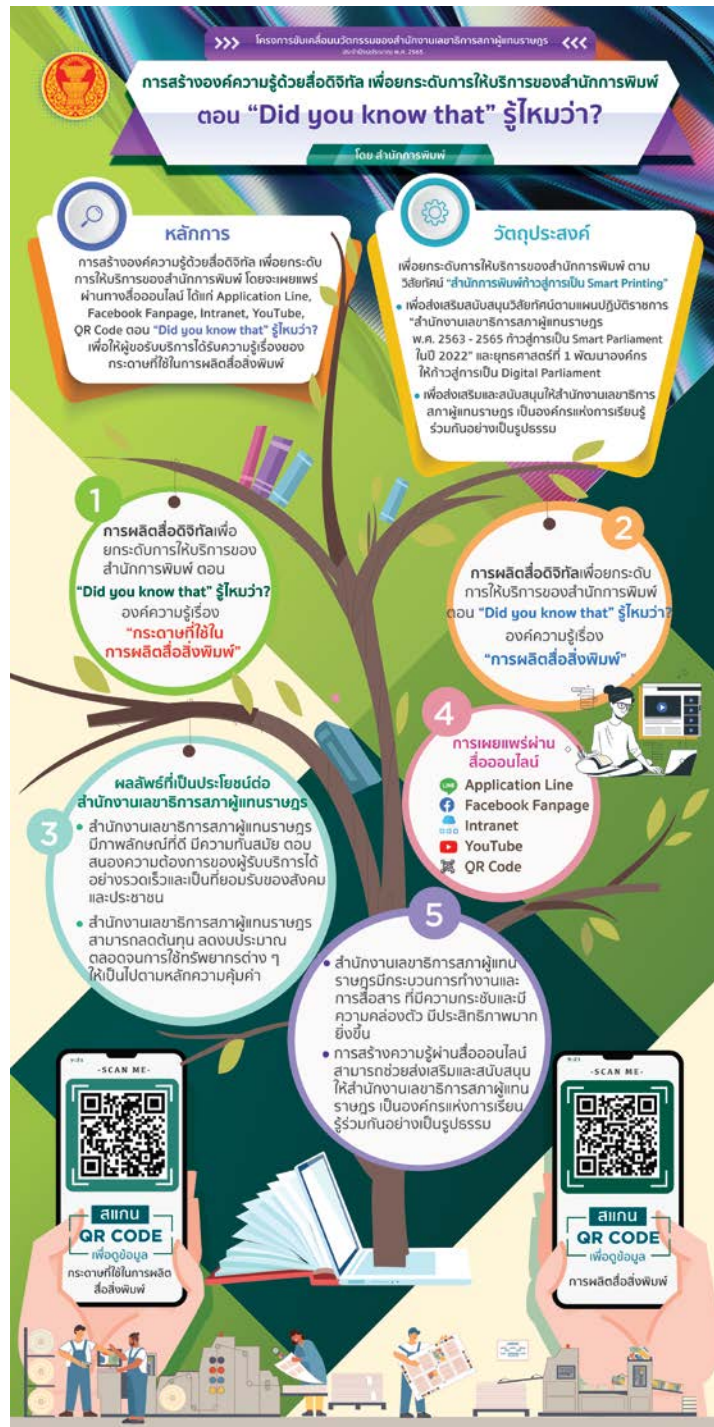 >>> โครงการขับเคลื่อนนวัตกรรมของสำนักงานเลขาธิการสภาผู้แทนราษฎร <<<
ประจำปีงบประมาณ พ.ศ. 2565
การสร้างองค์ความรู้ด้วยสื่อดิจิทัล เพื่อยกระดับการให้บริการของสำนักการพิมพ์
ตอน “Did you know that” รู้ไหมว่า?
โดย สำนักการพิมพ์
หลักการ
การสร้างองค์ความรู้ด้วยสื่อดิจิทัล เพื่อยกระดับ
การให้บริการของสำนักการพิมพ์ โดยจะเผยแพร่
ผ่านทางสื่อออนไลน์ ได้แก่ Application Line,
Facebook Fanpage, Intranet, YouTube,
QR Code ตอน “Did you know that” รู้ไหมว่า?
เพื่อให้ผู้ขอรับบริการได้รับความรู้เรื่องของ
กระดาษที่ใช้ในการผลิตสื่อสิ่งพิมพ์
วัตถุประสงค์
เพื่อยกระดับการให้บริการของสำนักการพิมพ์ ตาม
วิสัยทัศน์ “สำนักการพิมพ์ก้าวสู่การเป็น Smart Printing”
• เพื่อส่งเสริมสนับสนุนวิสัยทัศน์ตามแผนปฏิบัติราชการ
“สำนักงานเลขาธิการสภาผู้แทนราษฎร
พ.ศ. 2563 - 2565 ก้าวสู่การเป็น Smart Parliament
ในปี 2022” และยุทธศาสตร์ที่ 1 พัฒนาองค์กร
ให้ก้าวสู่การเป็น Digital Parliament
• เพื่อส่งเสริมและสนับสนุนให้สำนักงานเลขาธิการ
สภาผู้แทนราษฎร เป็นองค์กรแห่งการเรียนรู้
ร่วมกันอย่างเป็นรูปธรรม
1
การผลิตสื่อดิจิทัลเพื่อ
ยกระดับการให้บริการของ
สำนักการพิมพ์ ตอน
“Did you know that” รู้ไหมว่า?
องค์ความรู้เรื่อง
“กระดาษที่ใช้ใน
การผลิตสื่อสิ่งพิมพ์”
2
การผลิตสื่อดิจิทัลเพื่อยกระดับ
การให้บริการของสำนักการพิมพ์
ตอน “Did you know that” รู้ไหมว่า?
องค์ความรู้เรื่อง
“การผลิตสื่อสิ่งพิมพ์”
3
ผลลัพธ์ที่เป็นประโยชน์ต่อ
สำนักงานเลขาธิการสภาผู้แทนราษฎร
• สำนักงานเลขาธิการสภาผู้แทนราษฎร
มีภาพลักษณ์ที่ดี มีความทันสมัย ตอบ
สนองความต้องการของผู้รับบริการได้
อย่างรวดเร็วและเป็นที่ยอมรับของสังคม
และประชาชน
• สำนักงานเลขาธิการสภาผู้แทนราษฎร
สามารถลดต้นทุน ลดงบประมาณ
ตลอดจนการใช้ทรัพยากรต่าง ๆ
ให้เป็นไปตามหลักความคุ้มค่า
4
การเผยแพร่ผ่าน
สื่อออนไลน์
LINE Application Line
Facebook Fanpage
Intranet
YouTube
QR Code
5
• สำนักงานเลขาธิการสภาผู้แทน
ราษฎรมีกระบวนการทำงานและ
การสื่อสาร ที่มีความกระชับและมี
ความคล่องตัว มีประสิทธิภาพมาก
ยิ่งขึ้น
• การสร้างความรู้ผ่านสื่อออนไลน์
สามารถช่วยส่งเสริมและสนับสนุน
ให้สำนักงานเลขาธิการสภาผู้แทน
ราษฎร เป็นองค์กรแห่งการเรียน
รู้ร่วมกันอย่างเป็นรูปธรรม
-SCAN ME-
สแกน
QR CODE
เพื่อดูข้อมูล
กระดาษที่ใช้ในการผลิต
สื่อสิ่งพิมพ์
-SCAN ME-
สแกน
QR CODE
เพื่อดูข้อมูล
การผลิตสื่อสิ่งพิมพ์